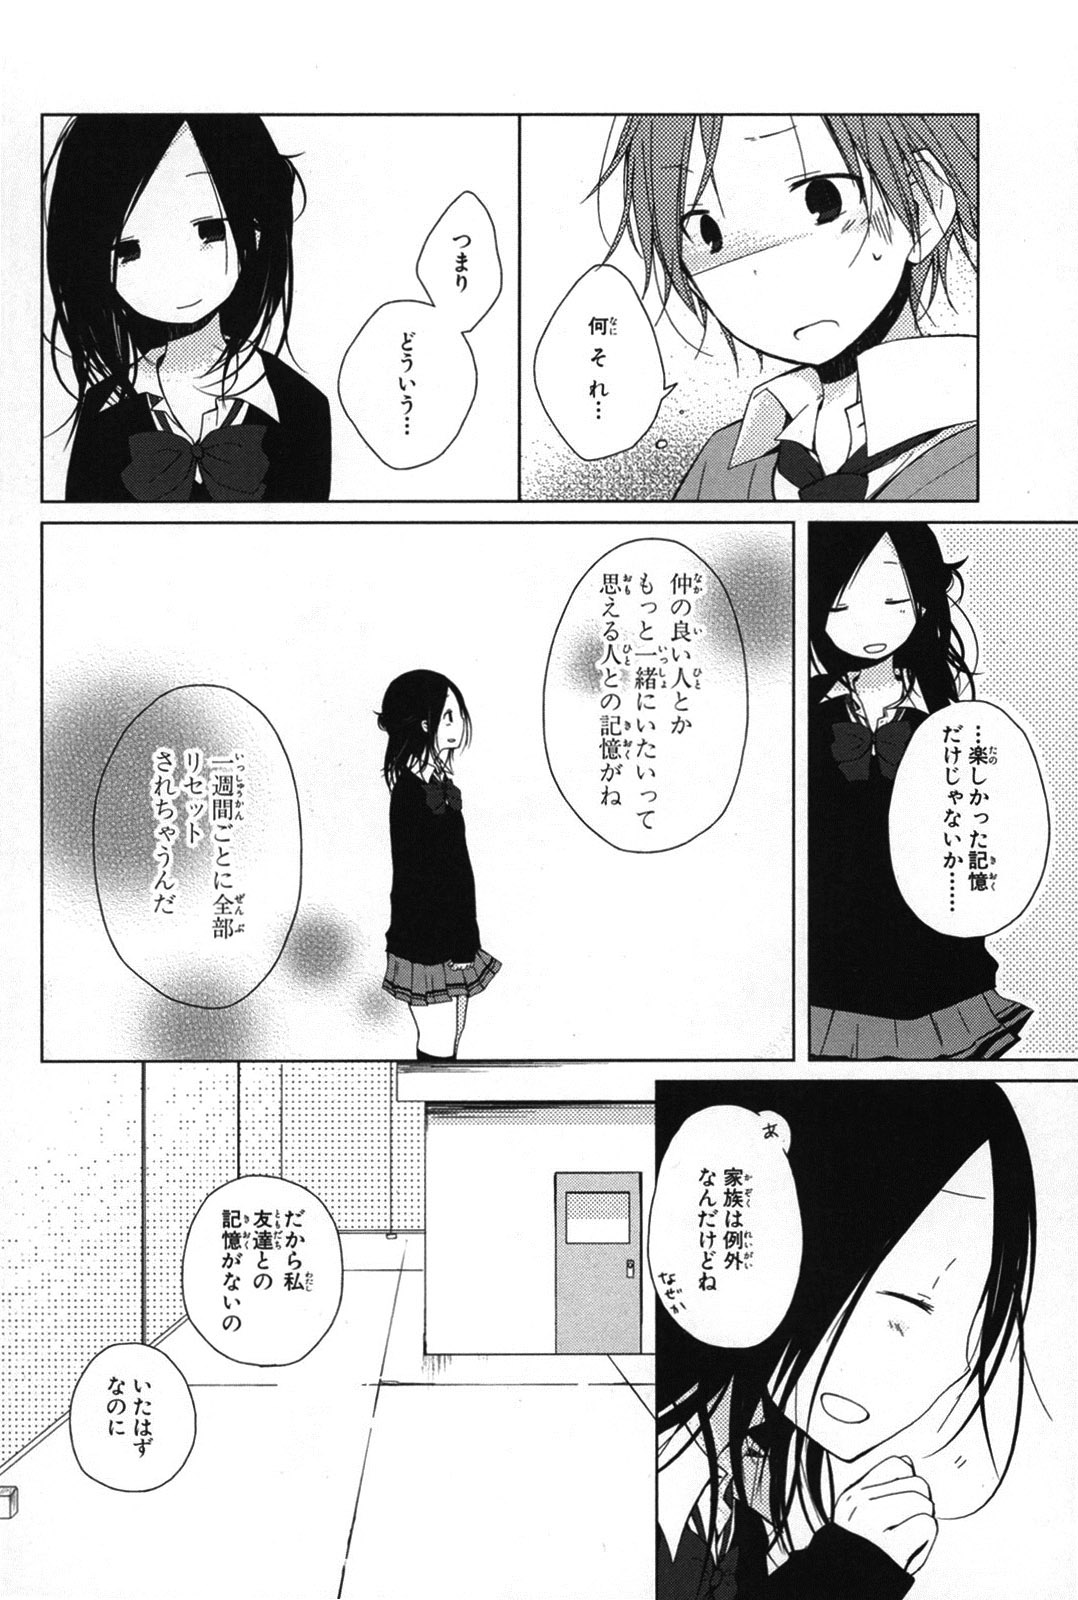 何それ…
つまり
どういう…
…楽しかった記憶
だけじゃないか……
仲の良い人とか
もっと一緒にいたいって
思える人との記憶がね
一週間ごとに全部
リセット
されちゃうんだ
あ
家族は例外
なんだけどね
なぜか
だから私
友達との
記憶がないの
いたはず
なのに